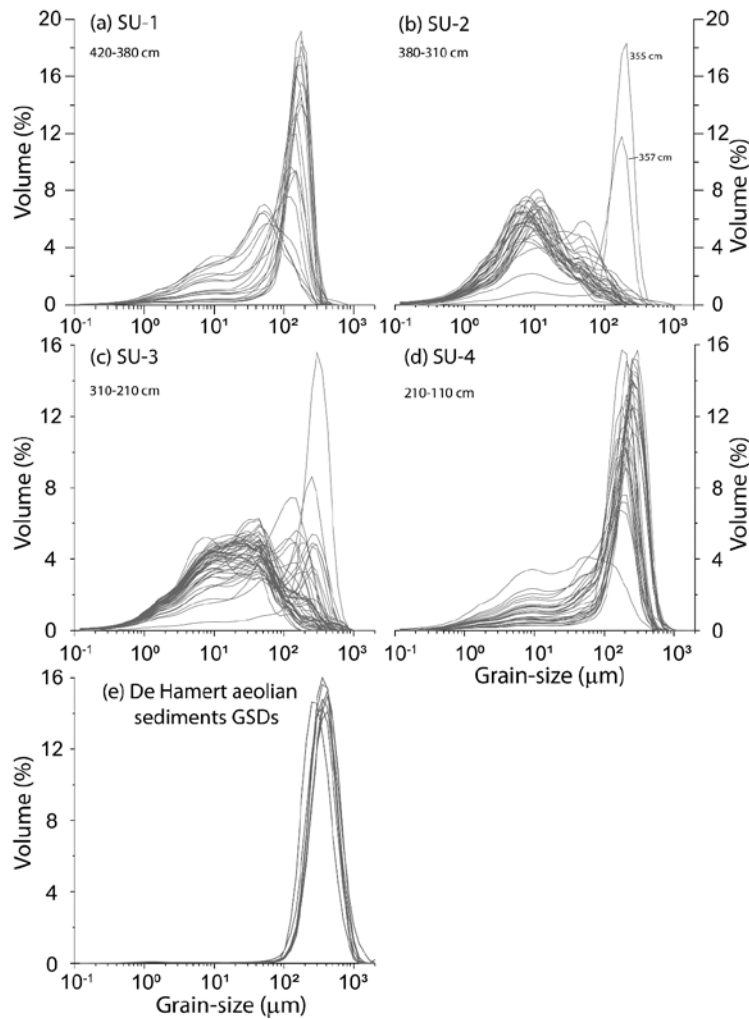 (a) SU-1
420-380 cm
20
16
12
8
4
0
Volume (%)
10⁻¹ 10⁰ 10¹ 10² 10³
(b) SU-2
380-310 cm
355 cm
357 cm
20
16
12
8
4
0
Volume (%)
10⁻¹ 10⁰ 10¹ 10² 10³
(c) SU-3
310-210 cm
16
12
8
4
0
Volume (%)
10⁻¹ 10⁰ 10¹ 10² 10³
(d) SU-4
210-110 cm
16
12
8
4
0
Volume (%)
10⁻¹ 10⁰ 10¹ 10² 10³
Grain-size (μm)
(e) De Hamert aeolian
sediments GSDs
16
12
8
4
0
Volume (%)
10⁻¹ 10⁰ 10¹ 10² 10³
Grain-size (μm)